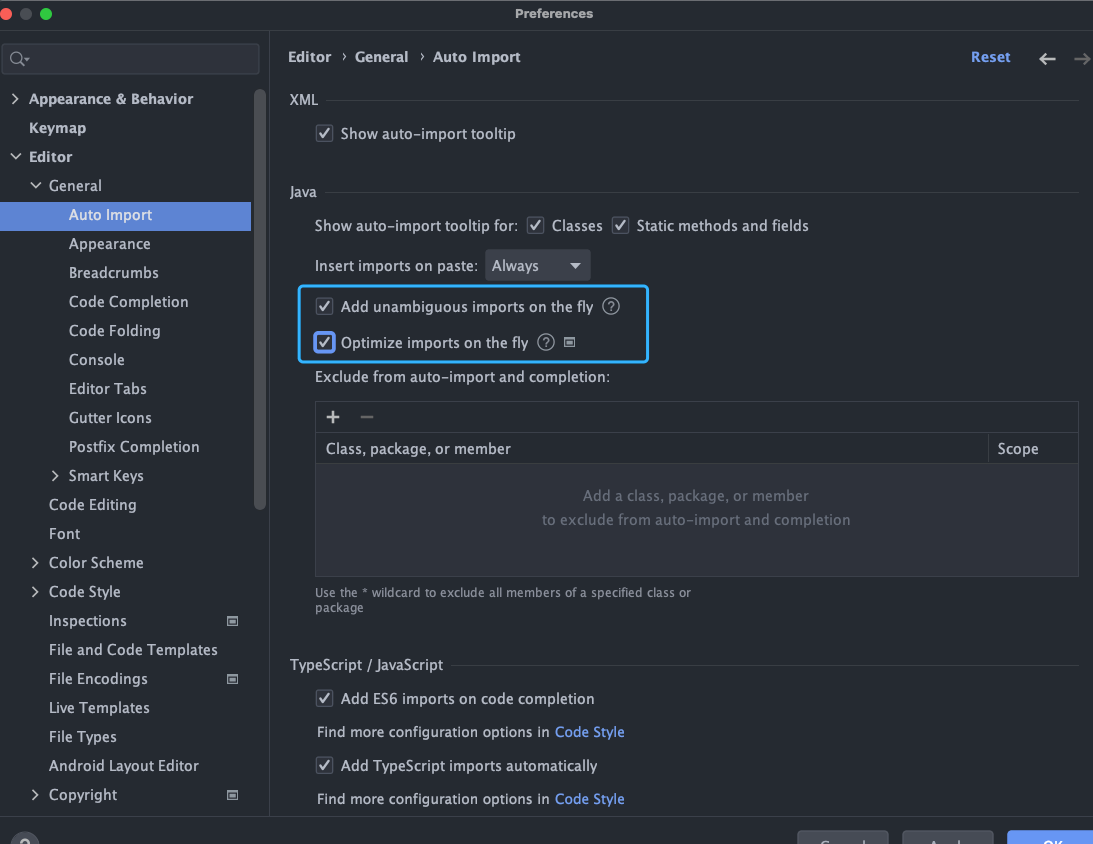 Preferences
Editor › General › Auto Import
Reset
Appearance & Behavior
Keymap
Editor
General
Auto Import
Appearance
Breadcrumbs
Code Completion
Code Folding
Console
Editor Tabs
Gutter Icons
Postfix Completion
Smart Keys
Code Editing
Font
Color Scheme
Code Style
Inspections
File and Code Templates
File Encodings
Live Templates
File Types
Android Layout Editor
Copyright
XML
Show auto-import tooltip
Java
Show auto-import tooltip for: Classes Static methods and fields
Insert imports on paste: Always
Add unambiguous imports on the fly ?
Optimize imports on the fly ?
Exclude from auto-import and completion:
+ −
Class, package, or member Scope
Add a class, package, or member
to exclude from auto-import and completion
Use the * wildcard to exclude all members of a specified class or
package
TypeScript / JavaScript
Add ES6 imports on code completion
Find more configuration options in Code Style
Add TypeScript imports automatically
Find more configuration options in Code Style